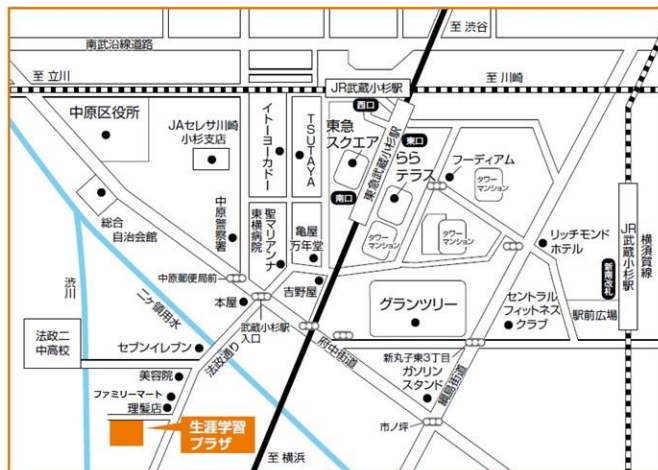 至 渋谷
南武沿線道路
至 立川
JR武蔵小杉駅
至 川崎
西口
中原区役所
JAセレサ川崎
小杉支店
イトーヨーカドー
TSUTAYA
東急
スクエア
東急武蔵小杉駅
東口
らら
テラス
フーディアム
タワー
マンション
南口
総合
自治会館
中原警察署
聖マリアンナ
東横病院
亀屋
万年堂
タワー
マンション
タワー
マンション
リッチモンド
ホテル
新南改札
JR武蔵小杉駅
横須賀線
渋川
二ヶ領用水
中原郵便局前
本屋
吉野屋
武蔵小杉駅
入口
グランツリー
セントラル
フィットネス
クラブ
駅前広場
法政二
中高校
セブンイレブン
法政通り
府中街道
新丸子東3丁目
ガソリン
スタンド
綱島街道
美容院
ファミリーマート
理髪店
生涯学習
プラザ
市ノ坪
至 横浜